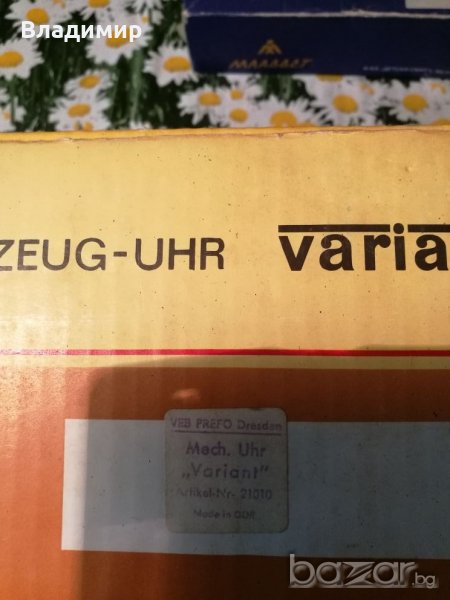 Владимир
ZEUG-UHR varia
VEB PREFO Dresden
Mech. Uhr
„Variant"
Artikel-Nr. 21010
Made in GDR
bazar.bg